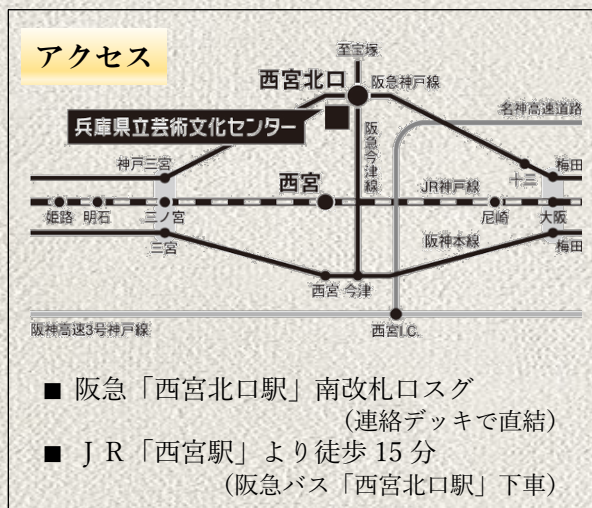 アクセス
至宝塚
西宮北口
阪急神戸線
名神高速道路
兵庫県立芸術文化センター
阪急今津線
神戸三宮
十三
梅田
西宮
JR神戸線
姫路
明石
三ノ宮
尼崎
大阪
三宮
阪神本線
梅田
西宮
今津
阪神高速3号神戸線
西宮I.C.
■ 阪急「西宮北口駅」南改札口スグ
(連絡デッキで直結)
■ ＪＲ「西宮駅」より徒歩 15 分
(阪急バス「西宮北口駅」下車)